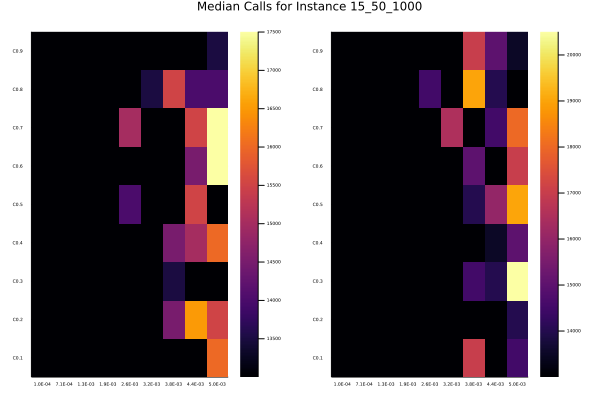 Median Calls for Instance 15_50_1000
C0.9
C0.8
C0.7
C0.6
C0.5
C0.4
C0.3
C0.2
C0.1
1.0E-04 7.1E-04 1.3E-03 1.9E-03 2.6E-03 3.2E-03 3.8E-03 4.4E-03 5.0E-03
17500
17000
16500
16000
15500
15000
14500
14000
13500
C0.9
C0.8
C0.7
C0.6
C0.5
C0.4
C0.3
C0.2
C0.1
1.0E-04 7.1E-04 1.3E-03 1.9E-03 2.6E-03 3.2E-03 3.8E-03 4.4E-03 5.0E-03
20000
19000
18000
17000
16000
15000
14000